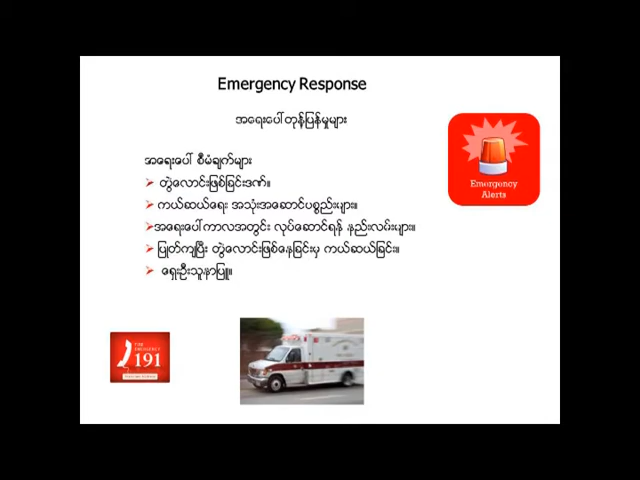 Emergency Response
အရေးပေါ်တုန့်ပြန်မှုများ
အရေးပေါ် စီမံချက်များ
တွဲလောင်းဖြစ်ခြင်းဒဏ်။
ကယ်ဆယ်ရေး အသုံးအဆောင်ပစ္စည်းများ။
အရေးပေါ်ကာလအတွင်း လုပ်ဆောင်ရန် နည်းလမ်းများ။
ပြုတ်ကျပြီး တွဲလောင်းဖြစ်နေခြင်းမှ ကယ်ဆယ်ခြင်း။
ရှေးဦးသူနာပြု။
Emergency
Alerts
EMERGENCY
191